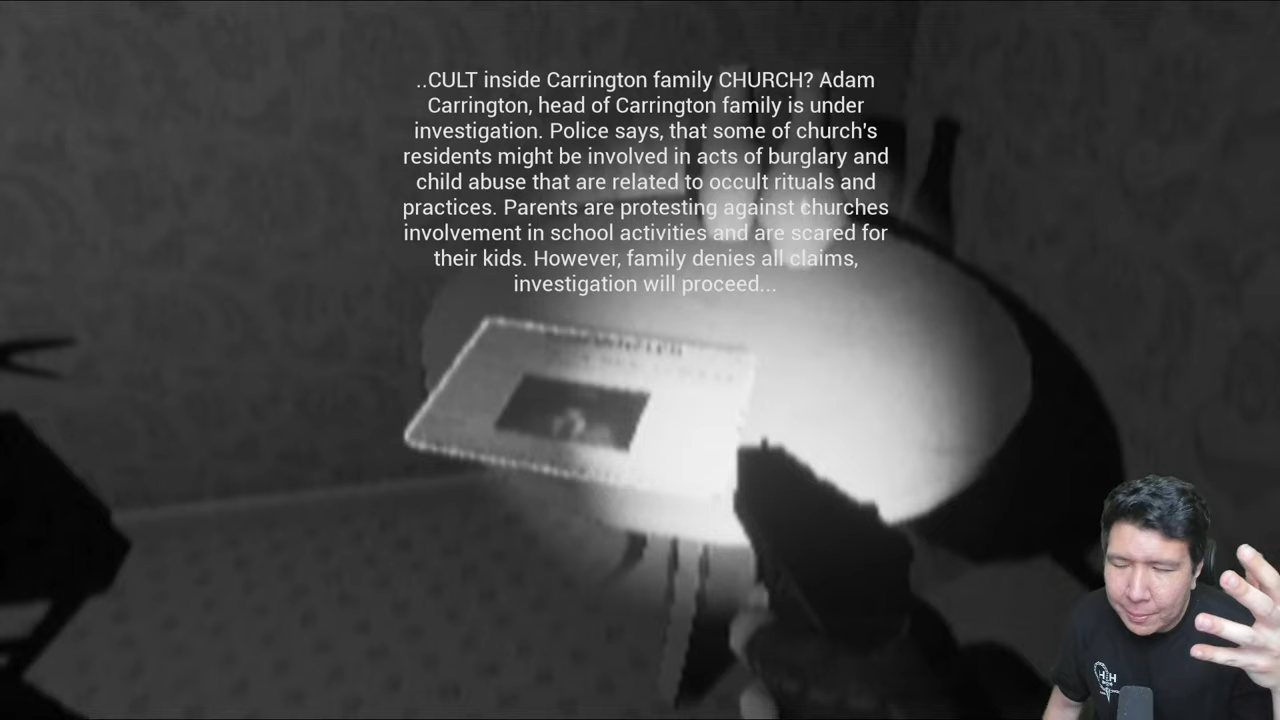 ..CULT inside Carrington family CHURCH? Adam
Carrington, head of Carrington family is under
investigation. Police says, that some of church's
residents might be involved in acts of burglary and
child abuse that are related to occult rituals and
practices. Parents are protesting against churches
involvement in school activities and are scared for
their kids. However, family denies all claims,
investigation will proceed...